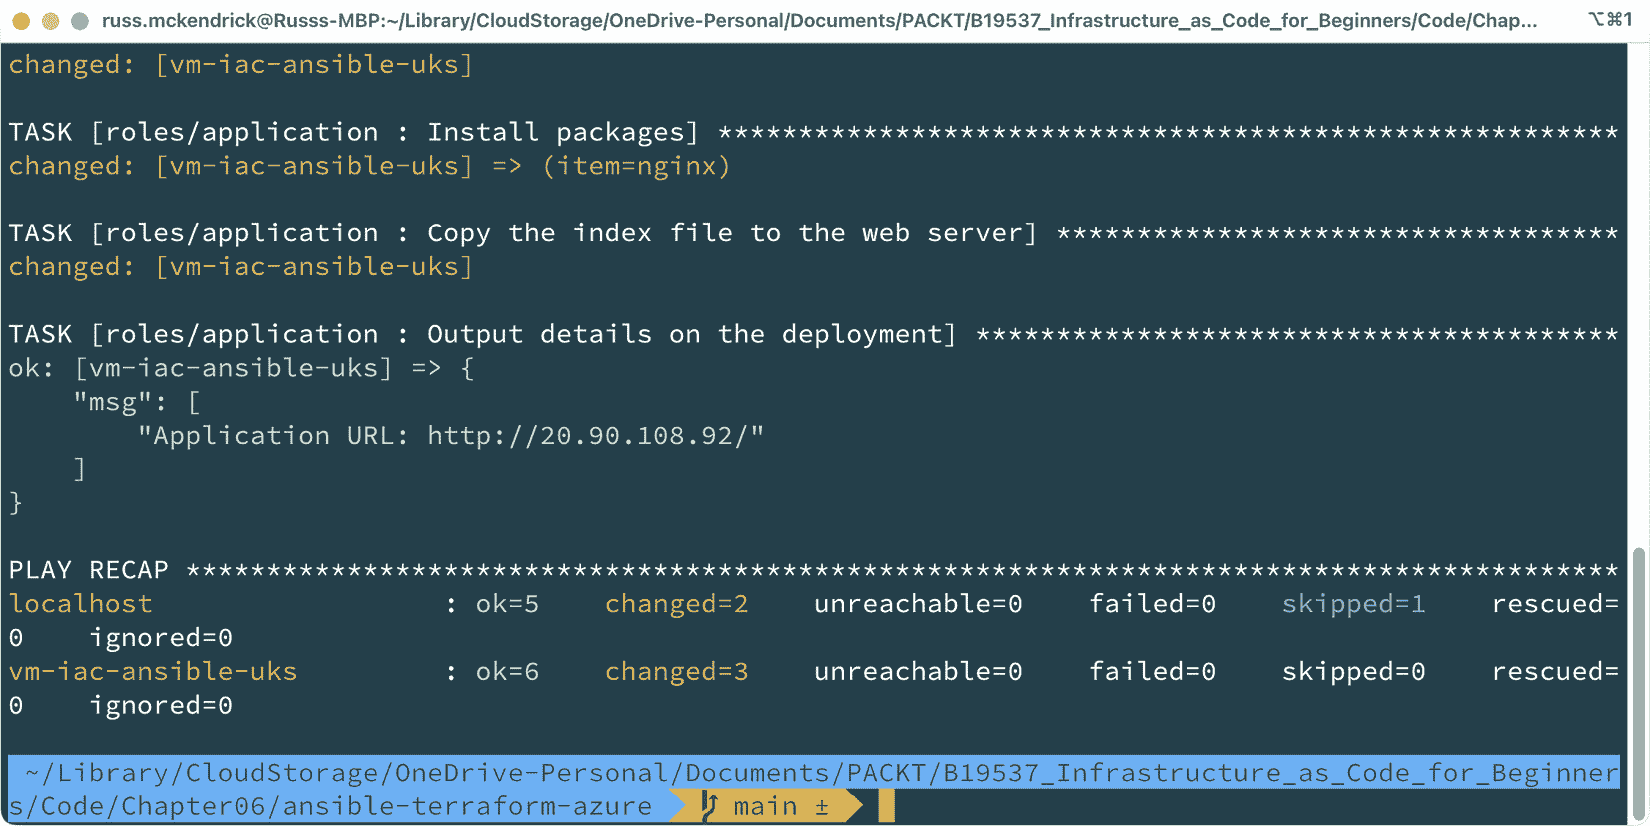 russ.mckendrick@Russs-MBP:~/Library/CloudStorage/OneDrive-Personal/Documents/PACKT/B19537_Infrastructure_as_Code_for_Beginners/Code/Chap... ⌥⌘1
changed: [vm-iac-ansible-uks]
TASK [roles/application : Install packages] ********************************************************
changed: [vm-iac-ansible-uks] => (item=nginx)
TASK [roles/application : Copy the index file to the web server] ***********************************
changed: [vm-iac-ansible-uks]
TASK [roles/application : Output details on the deployment] ****************************************
ok: [vm-iac-ansible-uks] => {
"msg": [
"Application URL: http://20.90.108.92/"
]
}
PLAY RECAP *****************************************************************************************
localhost : ok=5 changed=2 unreachable=0 failed=0 skipped=1 rescued=
0 ignored=0
vm-iac-ansible-uks : ok=6 changed=3 unreachable=0 failed=0 skipped=0 rescued=
0 ignored=0
~/Library/CloudStorage/OneDrive-Personal/Documents/PACKT/B19537_Infrastructure_as_Code_for_Beginner
s/Code/Chapter06/ansible-terraform-azure main ±